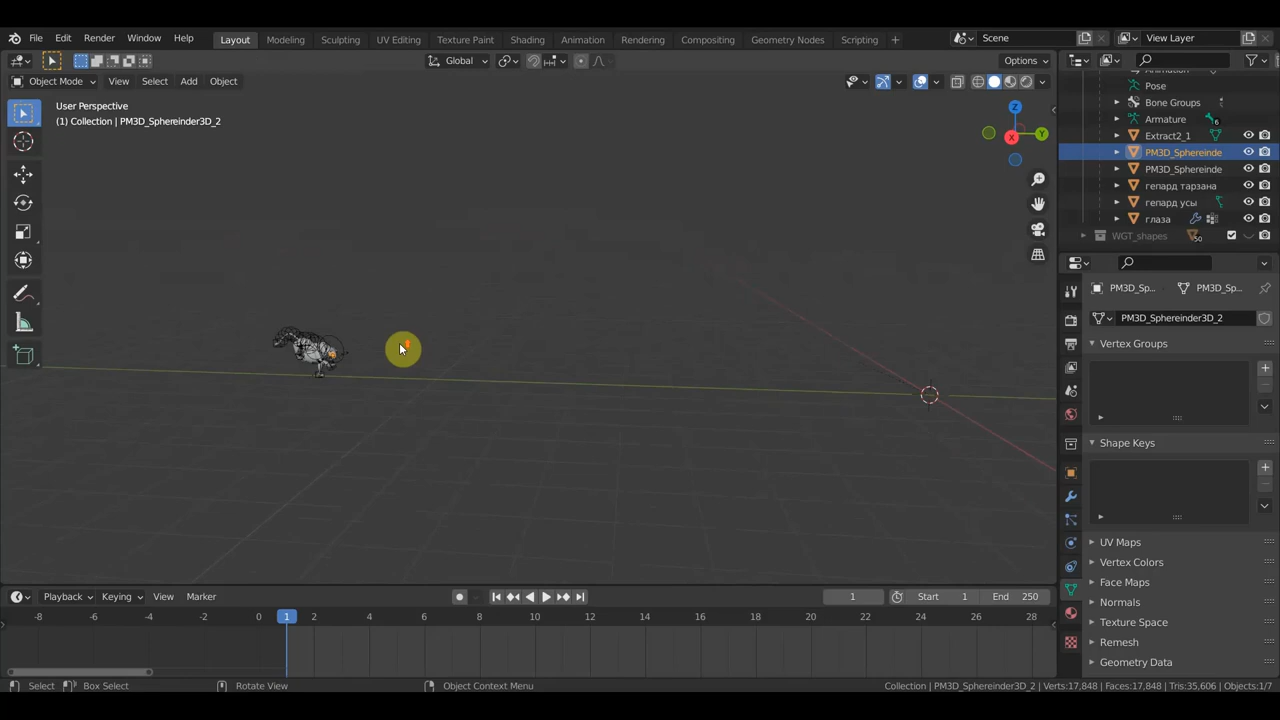 File Edit Render Window Help Layout Modeling Sculpting UV Editing Texture Paint Shading Animation Rendering Compositing Geometry Nodes Scripting + Scene View Layer
Global Options
Object Mode View Select Add Object
User Perspective
(1) Collection | PM3D_Sphereinder3D_2
Z
Y
X
Pose
Bone Groups
Armature 6
Extract2_1
PM3D_Sphereinde
PM3D_Sphereinde
гепард тарзана
гепард усы
глаза
WGT_shapes 50
PM3D_Sp... PM3D_Sp...
PM3D_Sphereinder3D_2
Vertex Groups
Shape Keys
UV Maps
Vertex Colors
Face Maps
Normals
Texture Space
Remesh
Geometry Data
Playback Keying View Marker 1 Start 1 End 250
-8 -6 -4 -2 0 1 2 4 6 8 10 12 14 16 18 20 22 24 26 28
Select Box Select Rotate View Object Context Menu Collection | PM3D_Sphereinder3D_2 | Verts:17,848 | Faces:17,848 | Tris:35,606 | Objects:1/7